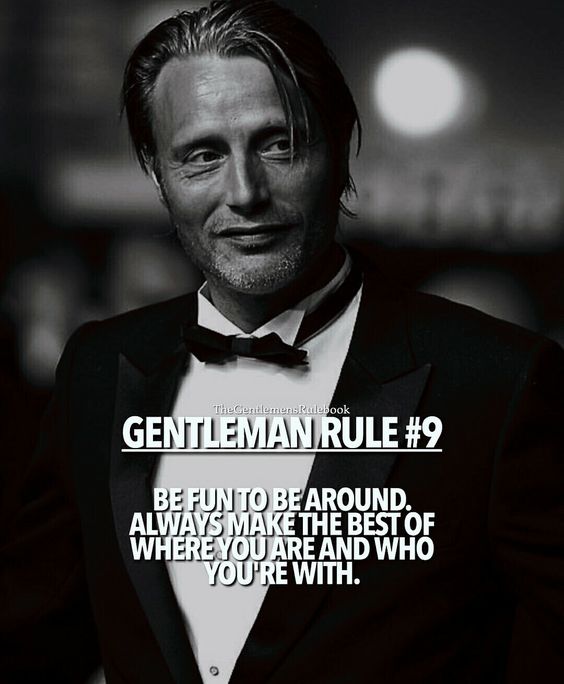 TheGentlemensRulebook
GENTLEMAN RULE #9
BE FUN TO BE AROUND.
ALWAYS MAKE THE BEST OF
WHERE YOU ARE AND WHO
YOU'RE WITH.